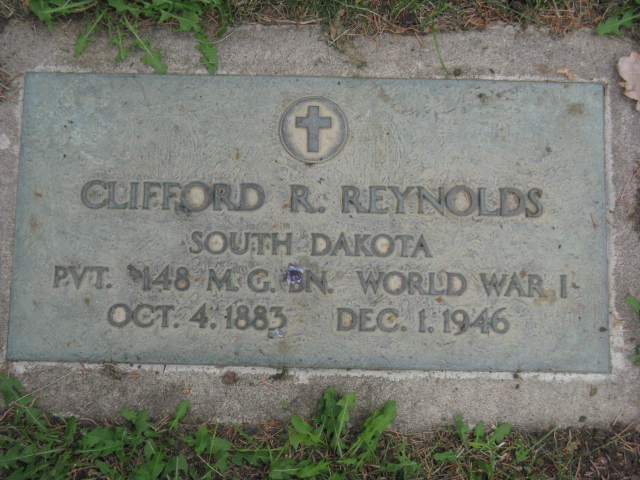 CLIFFORD R. REYNOLDS
SOUTH DAKOTA
PVT. 148 M.G. BN. WORLD WAR I
OCT. 4. 1883 DEC. 1. 1946